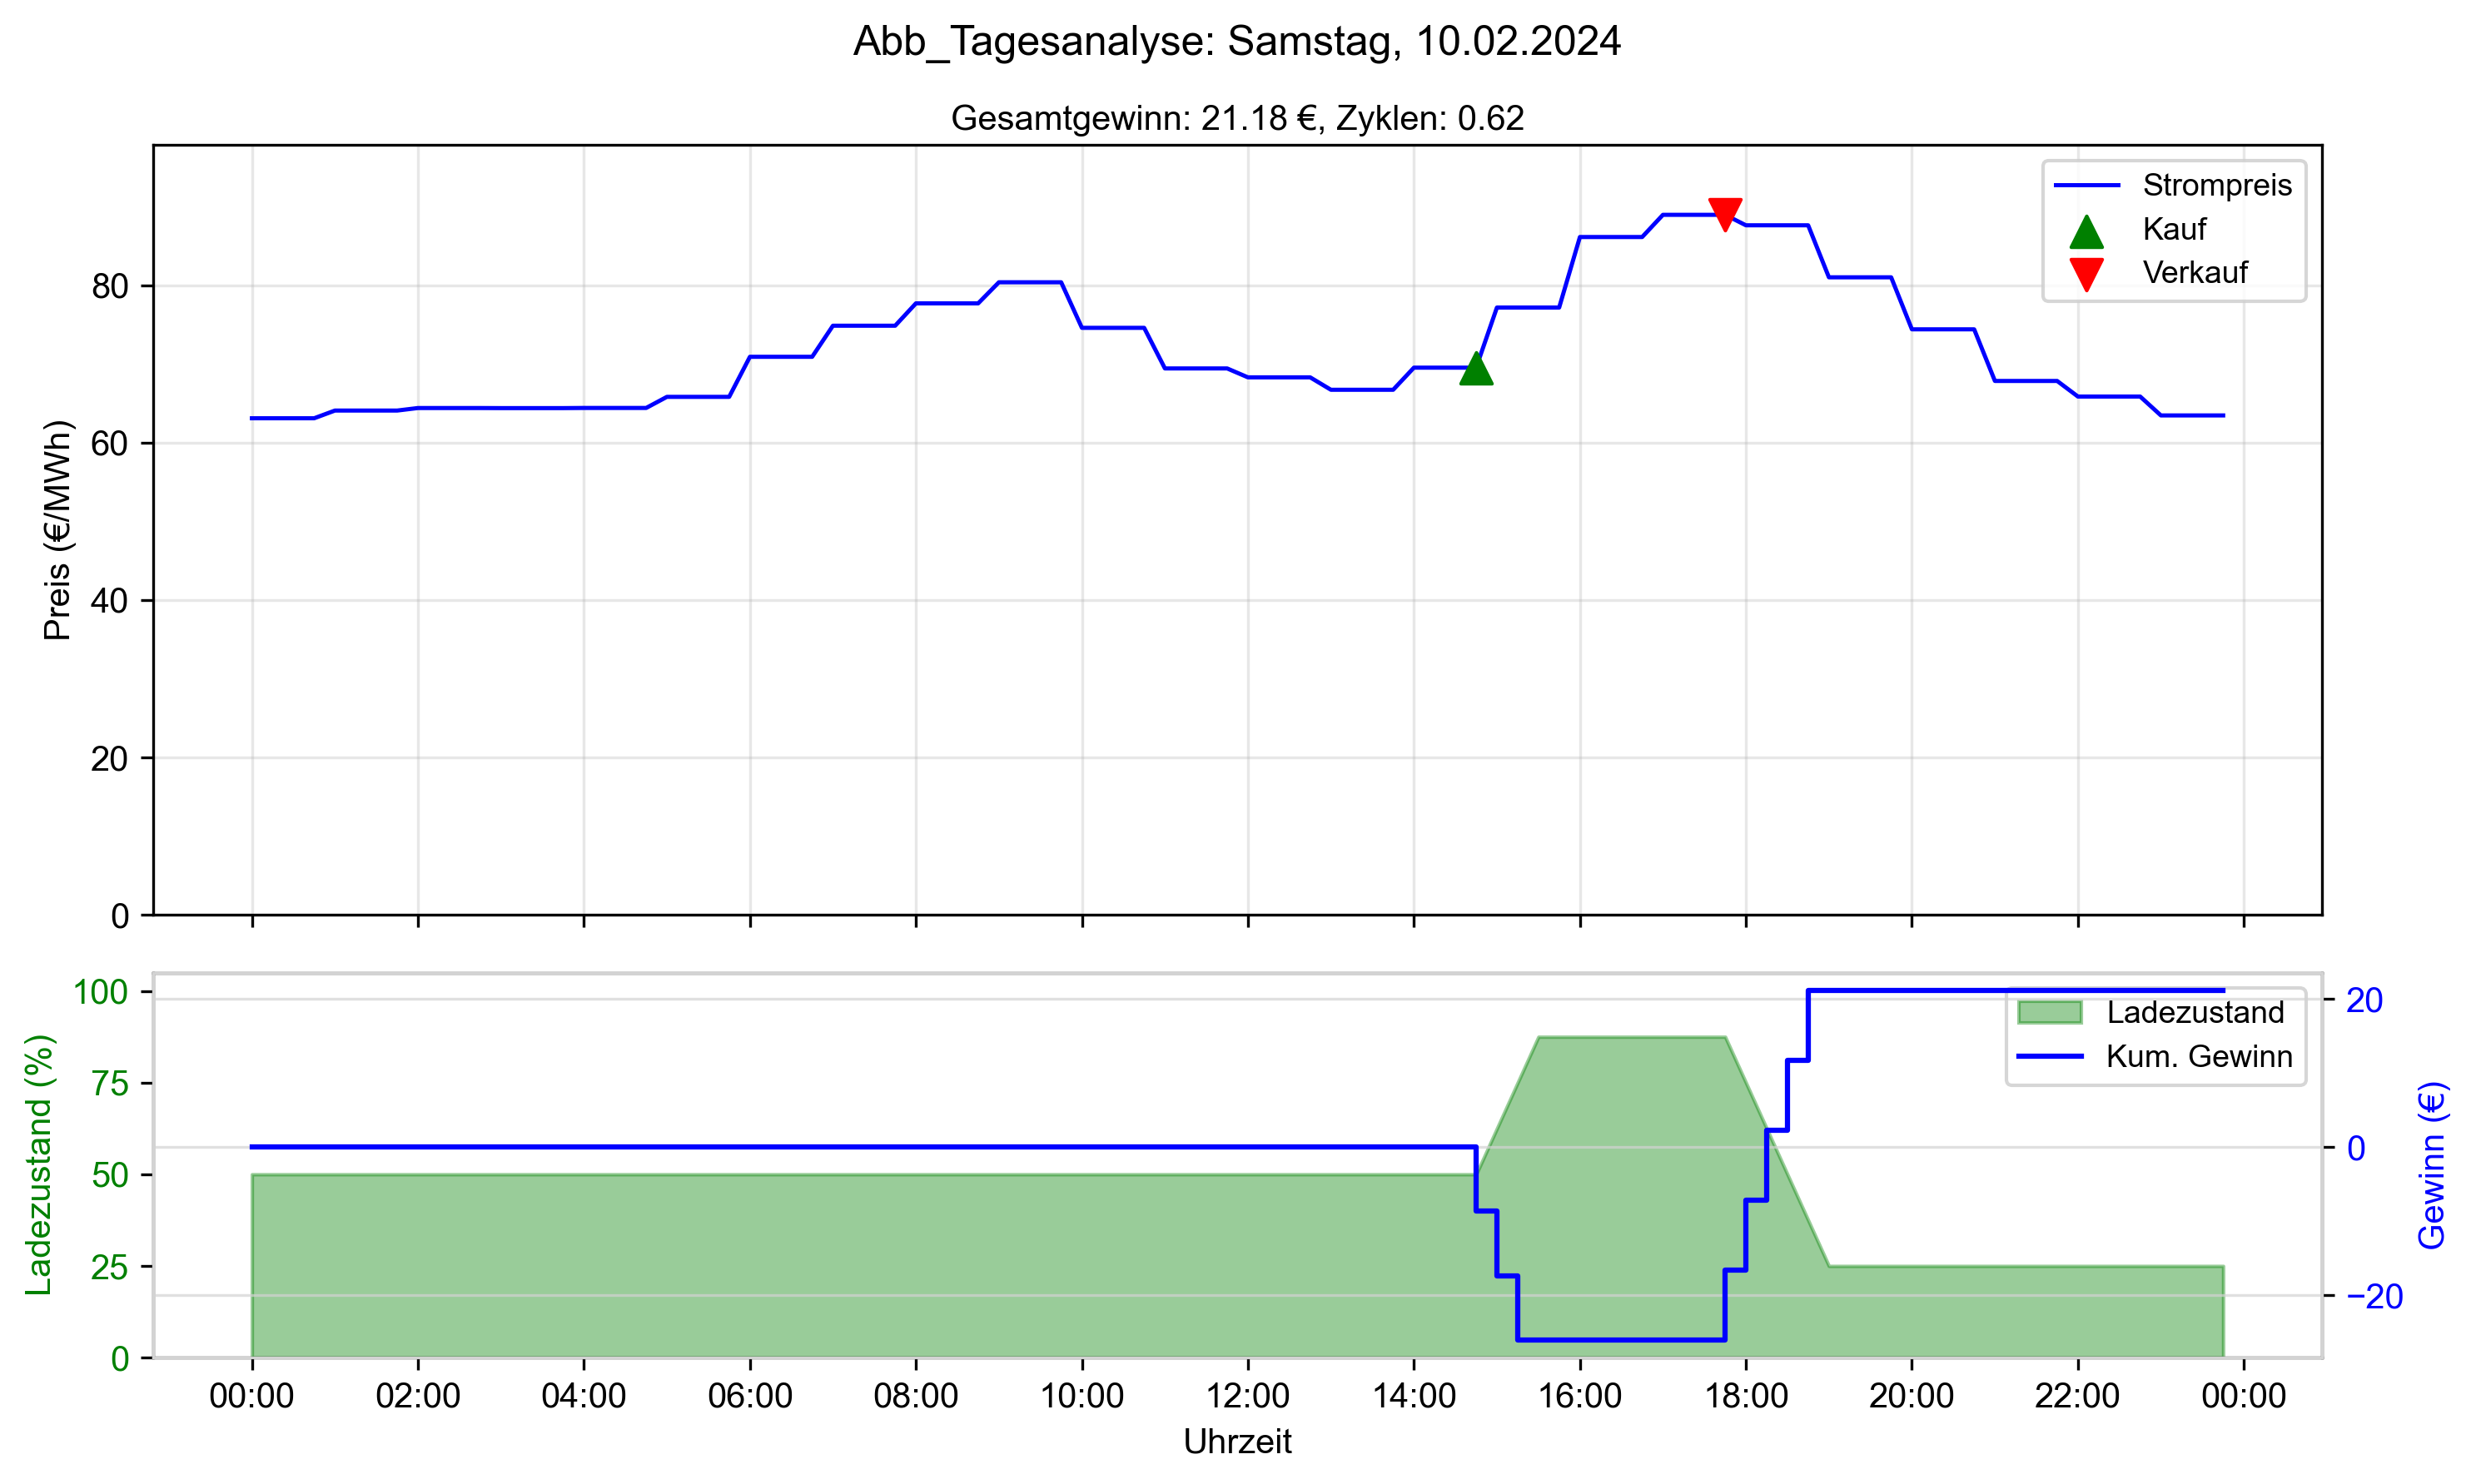 Abb_Tagesanalyse: Samstag, 10.02.2024
Gesamtgewinn: 21.18 €, Zyklen: 0.62
Strompreis
Kauf
Verkauf
Preis (€/MWh)
80
60
40
20
0
Ladezustand
Kum. Gewinn
Ladezustand (%)
100
75
50
25
0
20
0
−20
Gewinn (€)
00:00 02:00 04:00 06:00 08:00 10:00 12:00 14:00 16:00 18:00 20:00 22:00 00:00
Uhrzeit